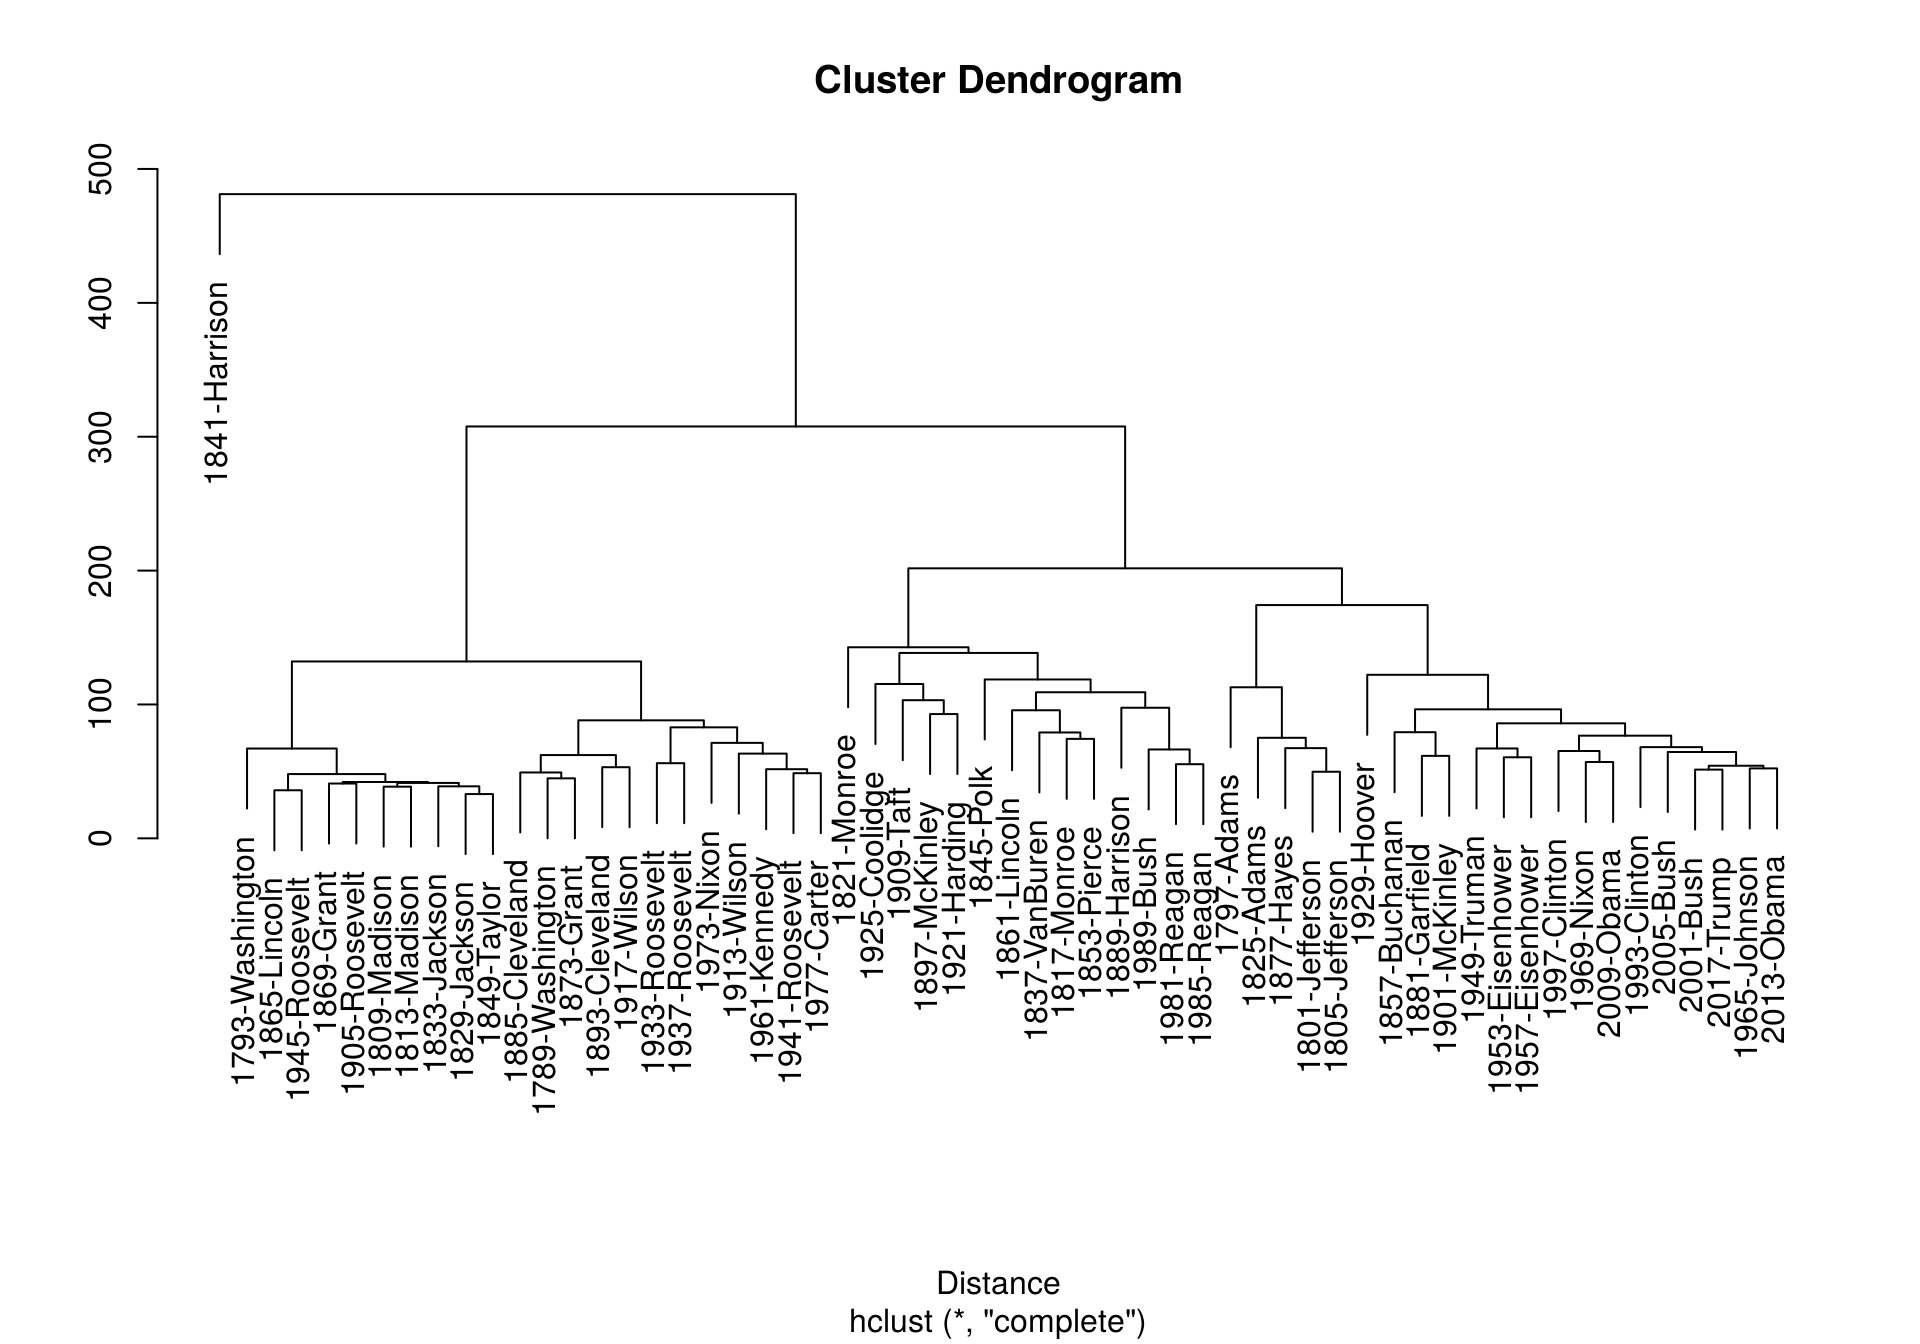 Cluster Dendrogram
500
400
300
200
100
0
1841-Harrison
1793-Washington
1865-Lincoln
1945-Roosevelt
1869-Grant
1905-Roosevelt
1809-Madison
1813-Madison
1833-Jackson
1829-Jackson
1849-Taylor
1885-Cleveland
1789-Washington
1873-Grant
1893-Cleveland
1917-Wilson
1933-Roosevelt
1937-Roosevelt
1973-Nixon
1913-Wilson
1961-Kennedy
1941-Roosevelt
1977-Carter
1821-Monroe
1925-Coolidge
1909-Taft
1897-McKinley
1921-Harding
1845-Polk
1861-Lincoln
1837-VanBuren
1817-Monroe
1853-Pierce
1889-Harrison
1989-Bush
1981-Reagan
1985-Reagan
1797-Adams
1825-Adams
1877-Hayes
1801-Jefferson
1805-Jefferson
1929-Hoover
1857-Buchanan
1881-Garfield
1901-McKinley
1949-Truman
1953-Eisenhower
1957-Eisenhower
1997-Clinton
1969-Nixon
2009-Obama
1993-Clinton
2005-Bush
2001-Bush
2017-Trump
1965-Johnson
2013-Obama
Distance
hclust (*, "complete")